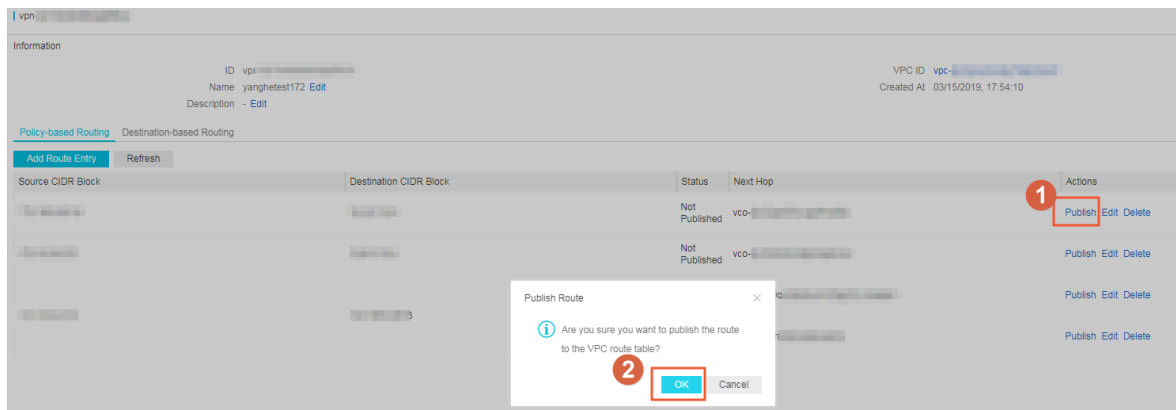 vpn-
Information
ID vpn
VPC ID vpc-
Name yanghetest172 Edit
Created At 03/15/2019, 17:54:10
Description - Edit
Policy-based Routing Destination-based Routing
Add Route Entry Refresh
Source CIDR Block Destination CIDR Block Status Next Hop Actions
1
Not Published vco- Publish Edit Delete
Not Published vco- Publish Edit Delete
Publish Route ×
Publish Edit Delete
Are you sure you want to publish the route
to the VPC route table?
Publish Edit Delete
2
OK Cancel